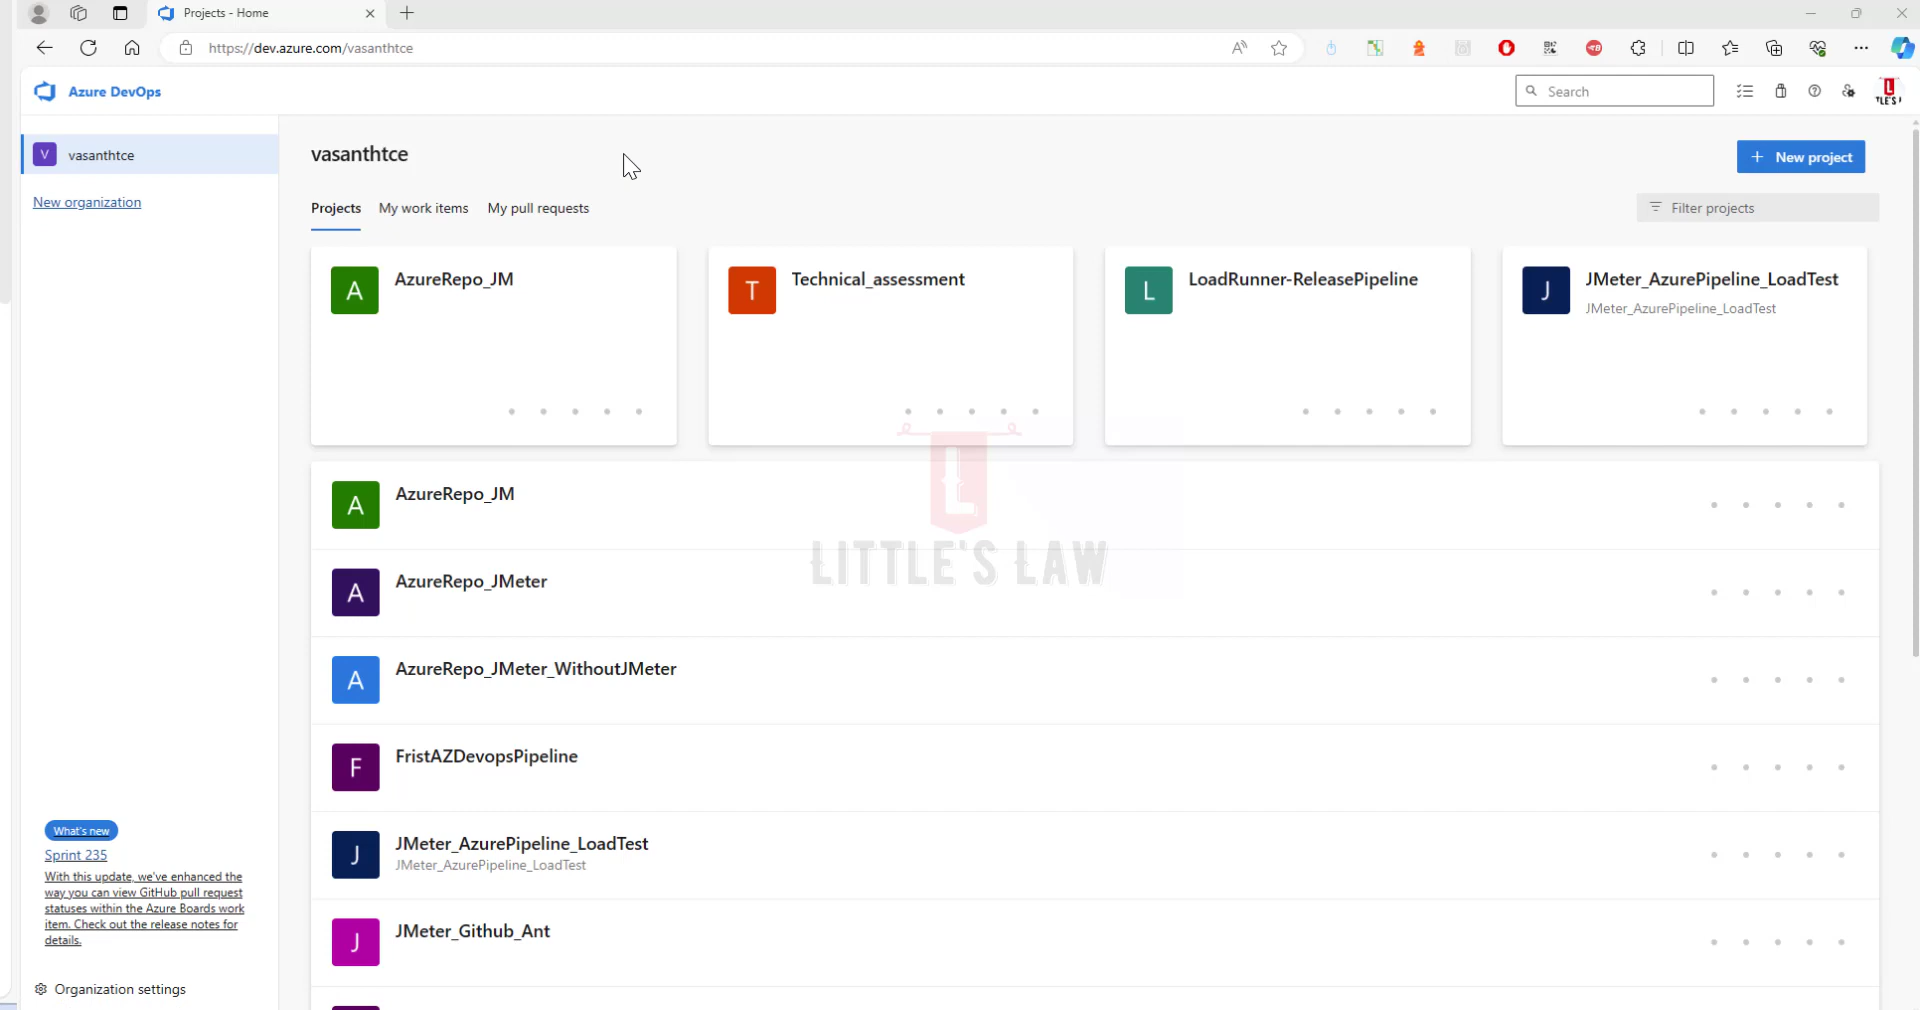 Projects - Home
https://dev.azure.com/vasanthtce
Azure DevOps
Search
L
TLE'S
V
vasanthtce
New organization
vasanthtce
New project
Projects
My work items
My pull requests
Filter projects
A
AzureRepo_JM
T
Technical_assessment
L
LoadRunner-ReleasePipeline
J
JMeter_AzurePipeline_LoadTest
JMeter_AzurePipeline_LoadTest
L
LITTLE'S LAW
A
AzureRepo_JM
A
AzureRepo_JMeter
A
AzureRepo_JMeter_WithoutJMeter
F
FristAZDevopsPipeline
J
JMeter_AzurePipeline_LoadTest
JMeter_AzurePipeline_LoadTest
J
JMeter_Github_Ant
What's new
Sprint 235
With this update, we've enhanced the
way you can view GitHub pull request
statuses within the Azure Boards work
item. Check out the release notes for
details.
Organization settings